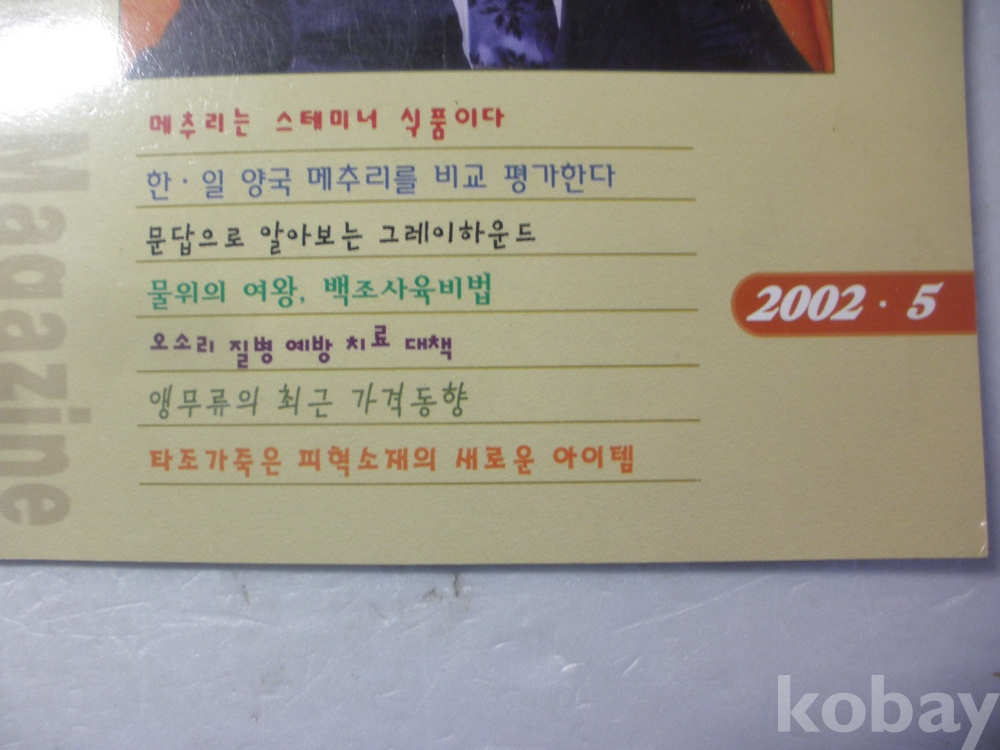 메추리는 스테미너 식품이다
한·일 양국 메추리를 비교 평가한다
문답으로 알아보는 그레이하운드
물위의 여왕, 백조사육비법
오소리 질병 예방 치료 대책
앵무류의 최근 가격동향
타조가죽은 피혁소재의 새로운 아이템
2002·5
Magazine
kobay